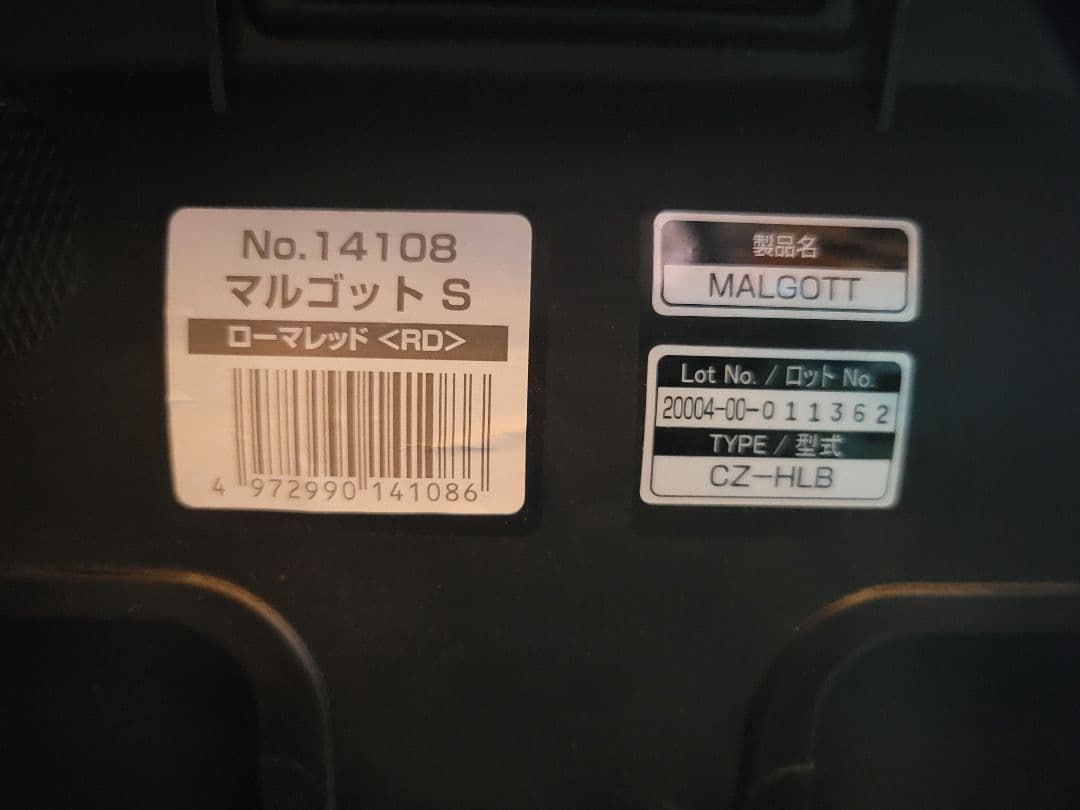 No.14108
マルゴット S
ローマレッド <RD>
4 972990 141086
製品名
MALGOTT
Lot No. / ロット No.
20004-00-011362
TYPE / 型式
CZ-HLB